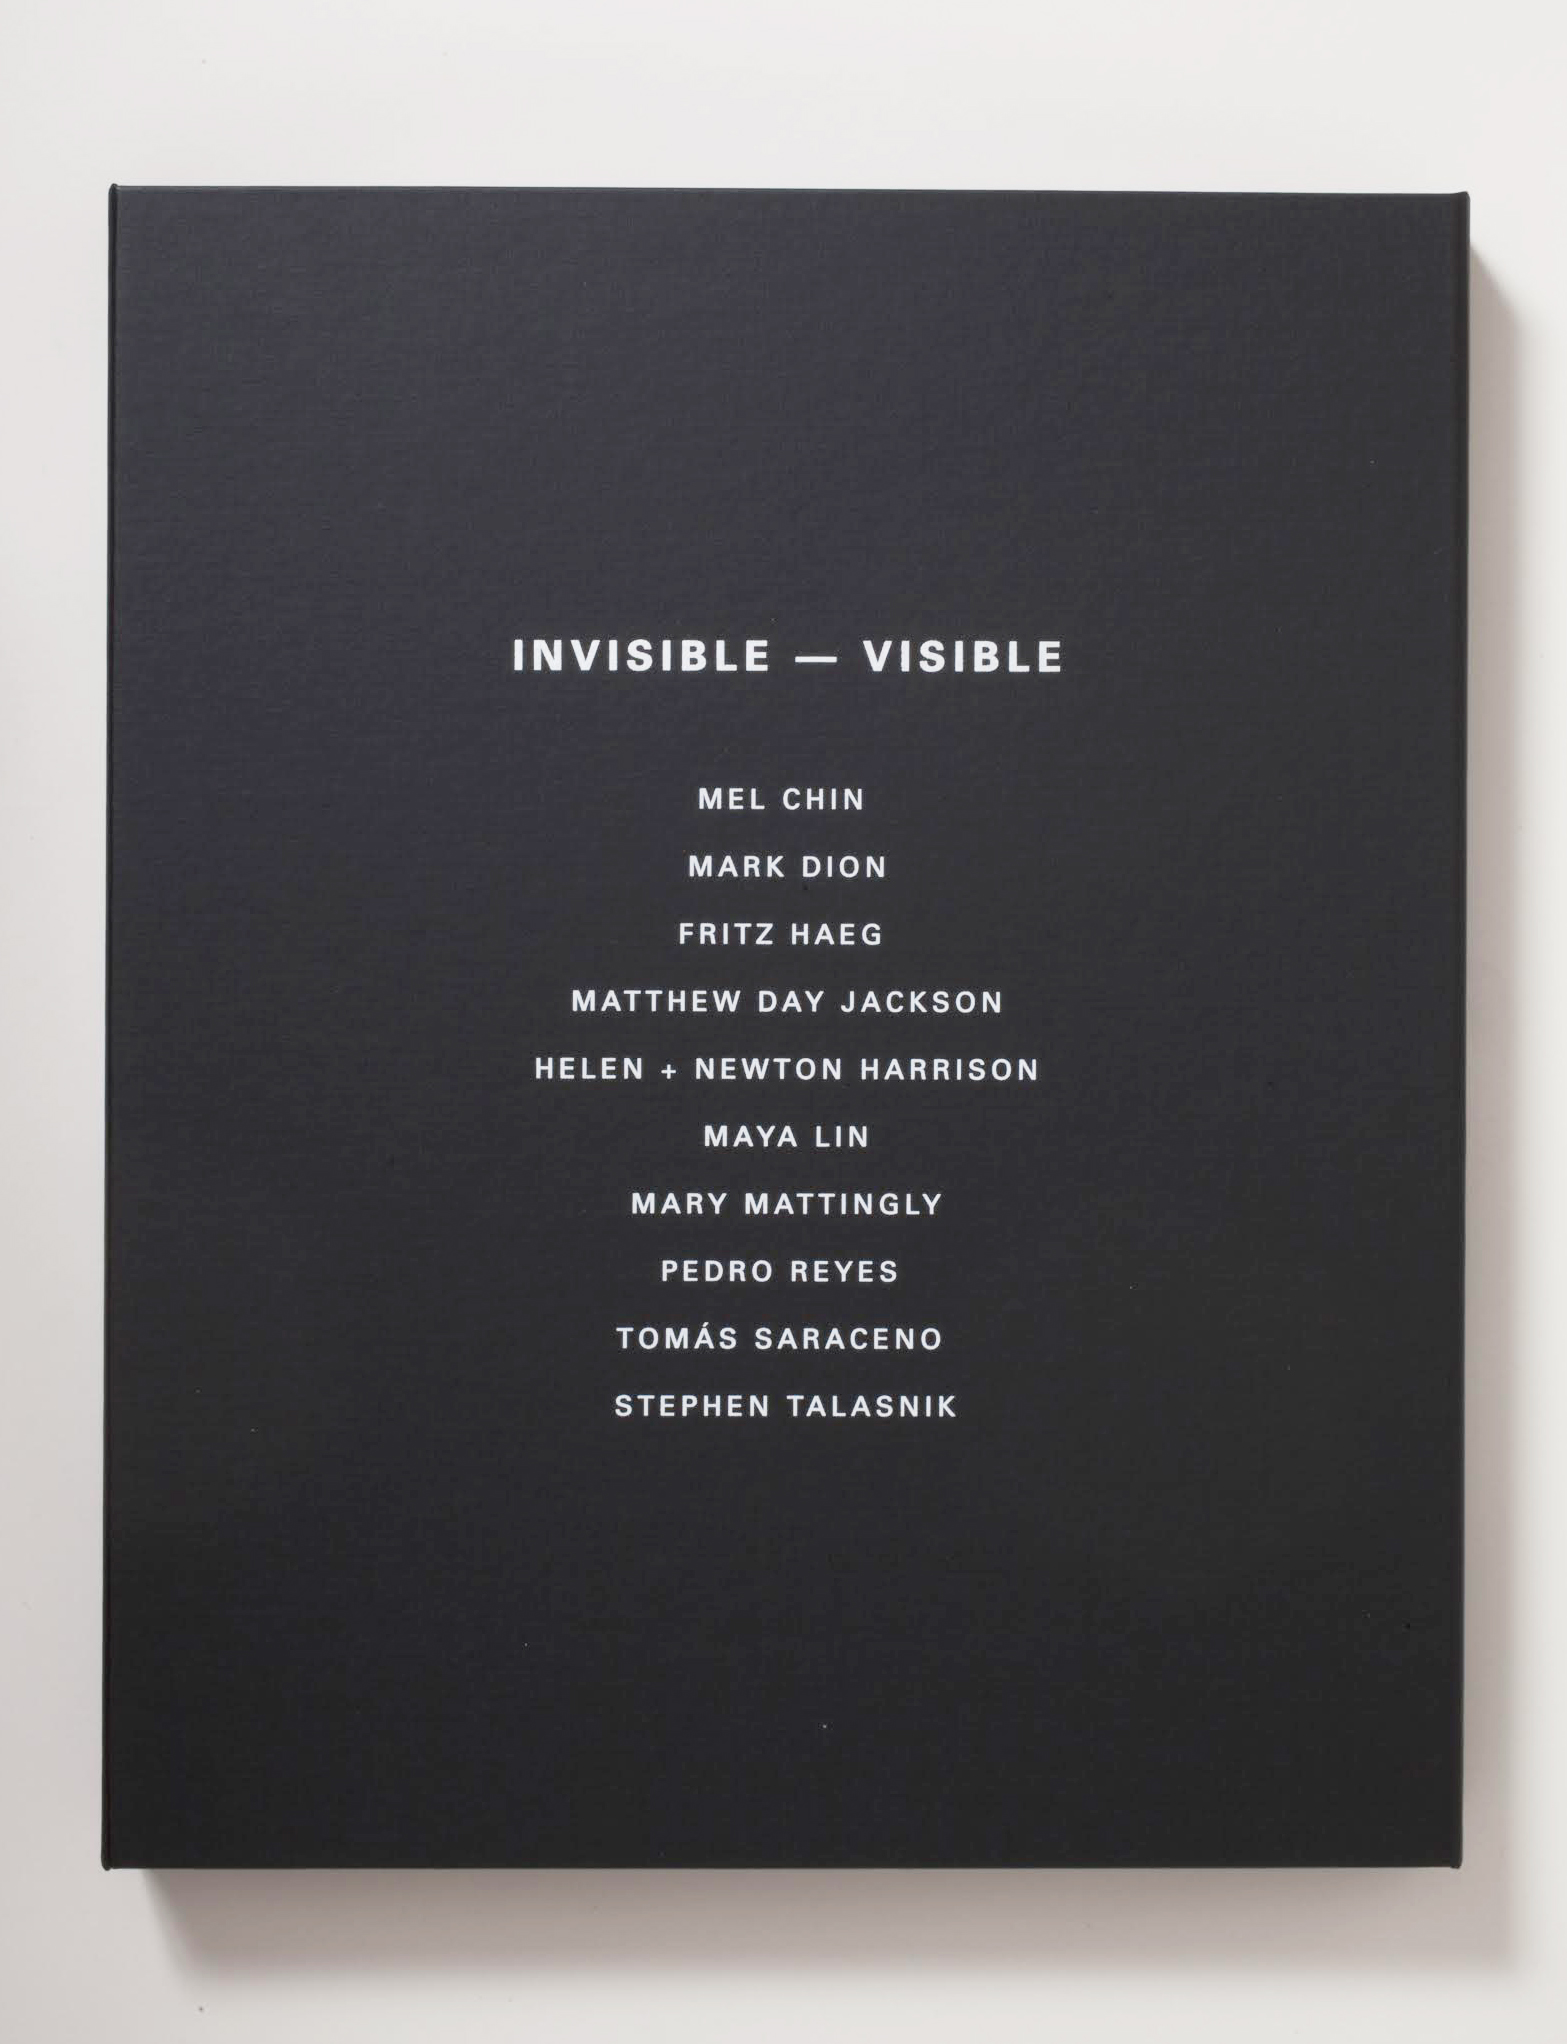 INVISIBLE — VISIBLE
MEL CHIN
MARK DION
FRITZ HAEG
MATTHEW DAY JACKSON
HELEN + NEWTON HARRISON
MAYA LIN
MARY MATTINGLY
PEDRO REYES
TOMÁS SARACENO
STEPHEN TALASNIK